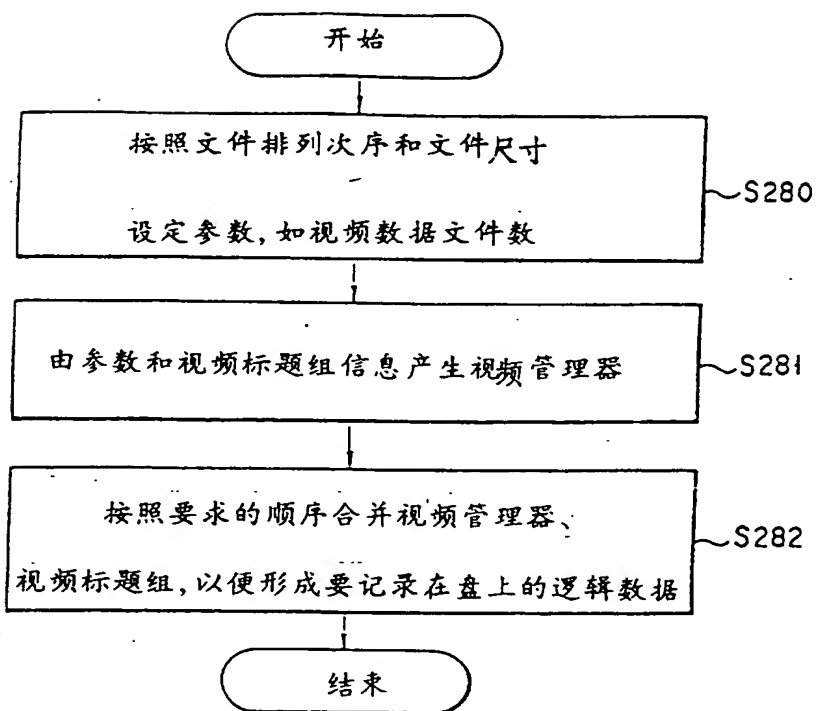 开始
按照文件排列次序和文件尺寸
设定参数,如视频数据文件数
S280
由参数和视频标题组信息产生视频管理器
S281
按照要求的顺序合并视频管理器、
视频标题组,以便形成要记录在盘上的逻辑数据
S282
结束